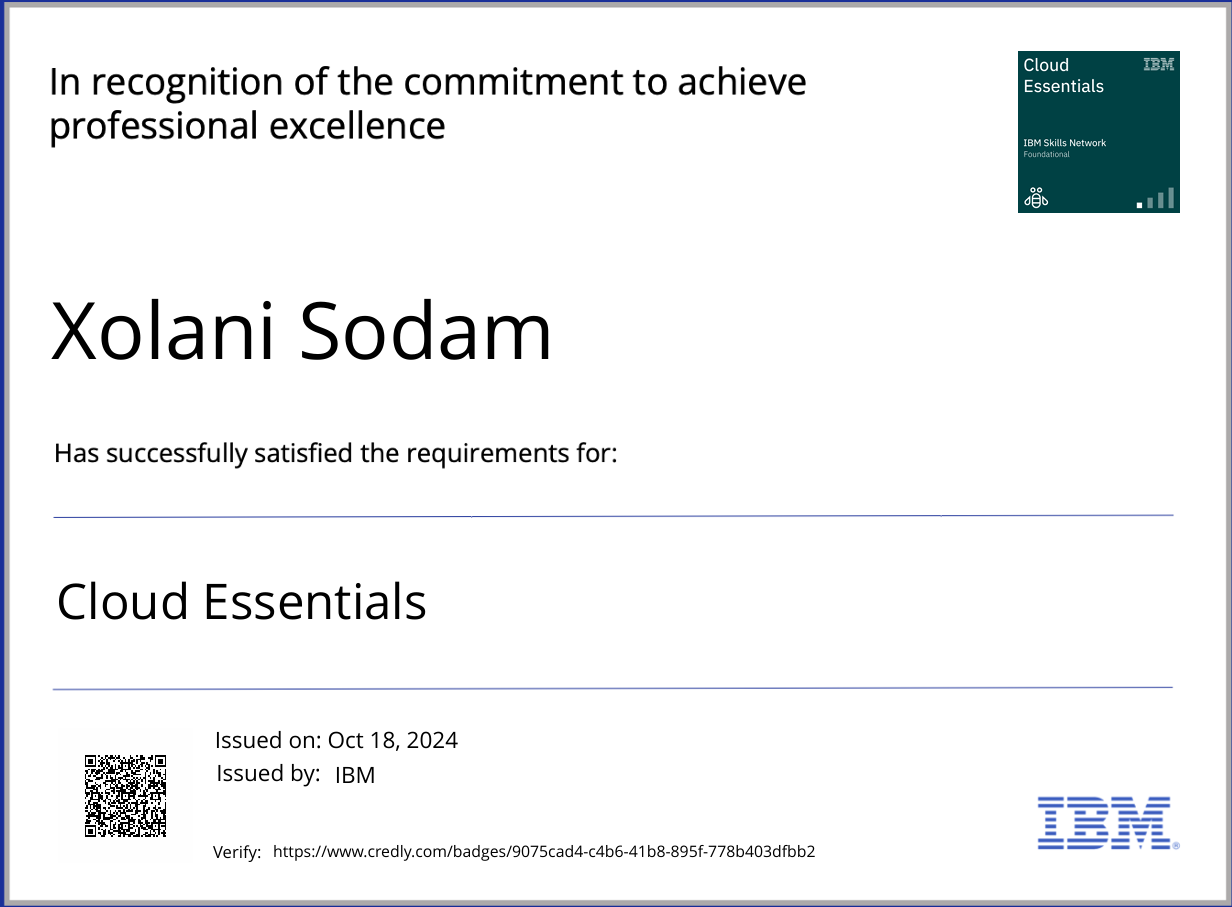 In recognition of the commitment to achieve
professional excellence
Cloud
Essentials
IBM
IBM Skills Network
Foundational
Xolani Sodam
Has successfully satisfied the requirements for:
Cloud Essentials
Issued on: Oct 18, 2024
Issued by: IBM
Verify: https://www.credly.com/badges/9075cad4-c4b6-41b8-895f-778b403dfbb2
IBM®